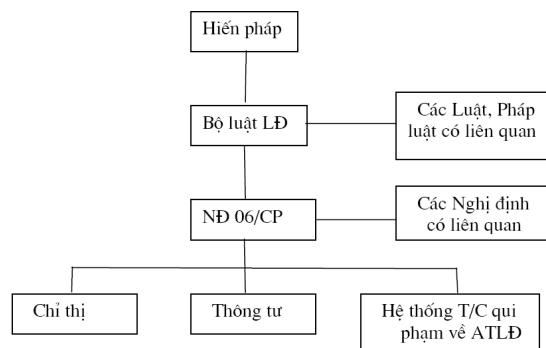 Hiến pháp
Bộ luật LĐ
Các Luật, Pháp
luật có liên quan
NĐ 06/CP
Các Nghị định
có liên quan
Chỉ thị
Thông tư
Hệ thống T/C qui
phạm về ATLĐ